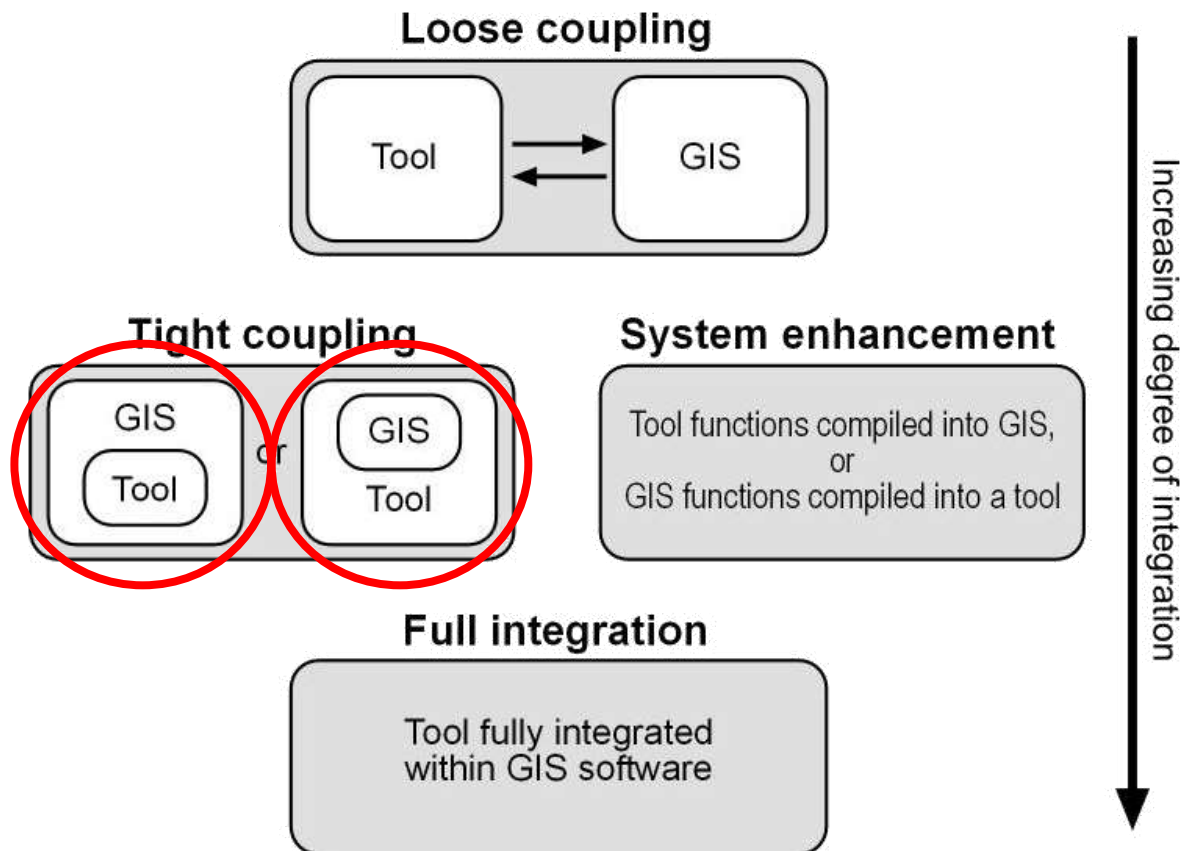 Loose coupling
Tool
GIS
Tight coupling
GIS
Tool
or
GIS
Tool
System enhancement
Tool functions compiled into GIS,
or
GIS functions compiled into a tool
Full integration
Tool fully integrated
within GIS software
Increasing degree of integration